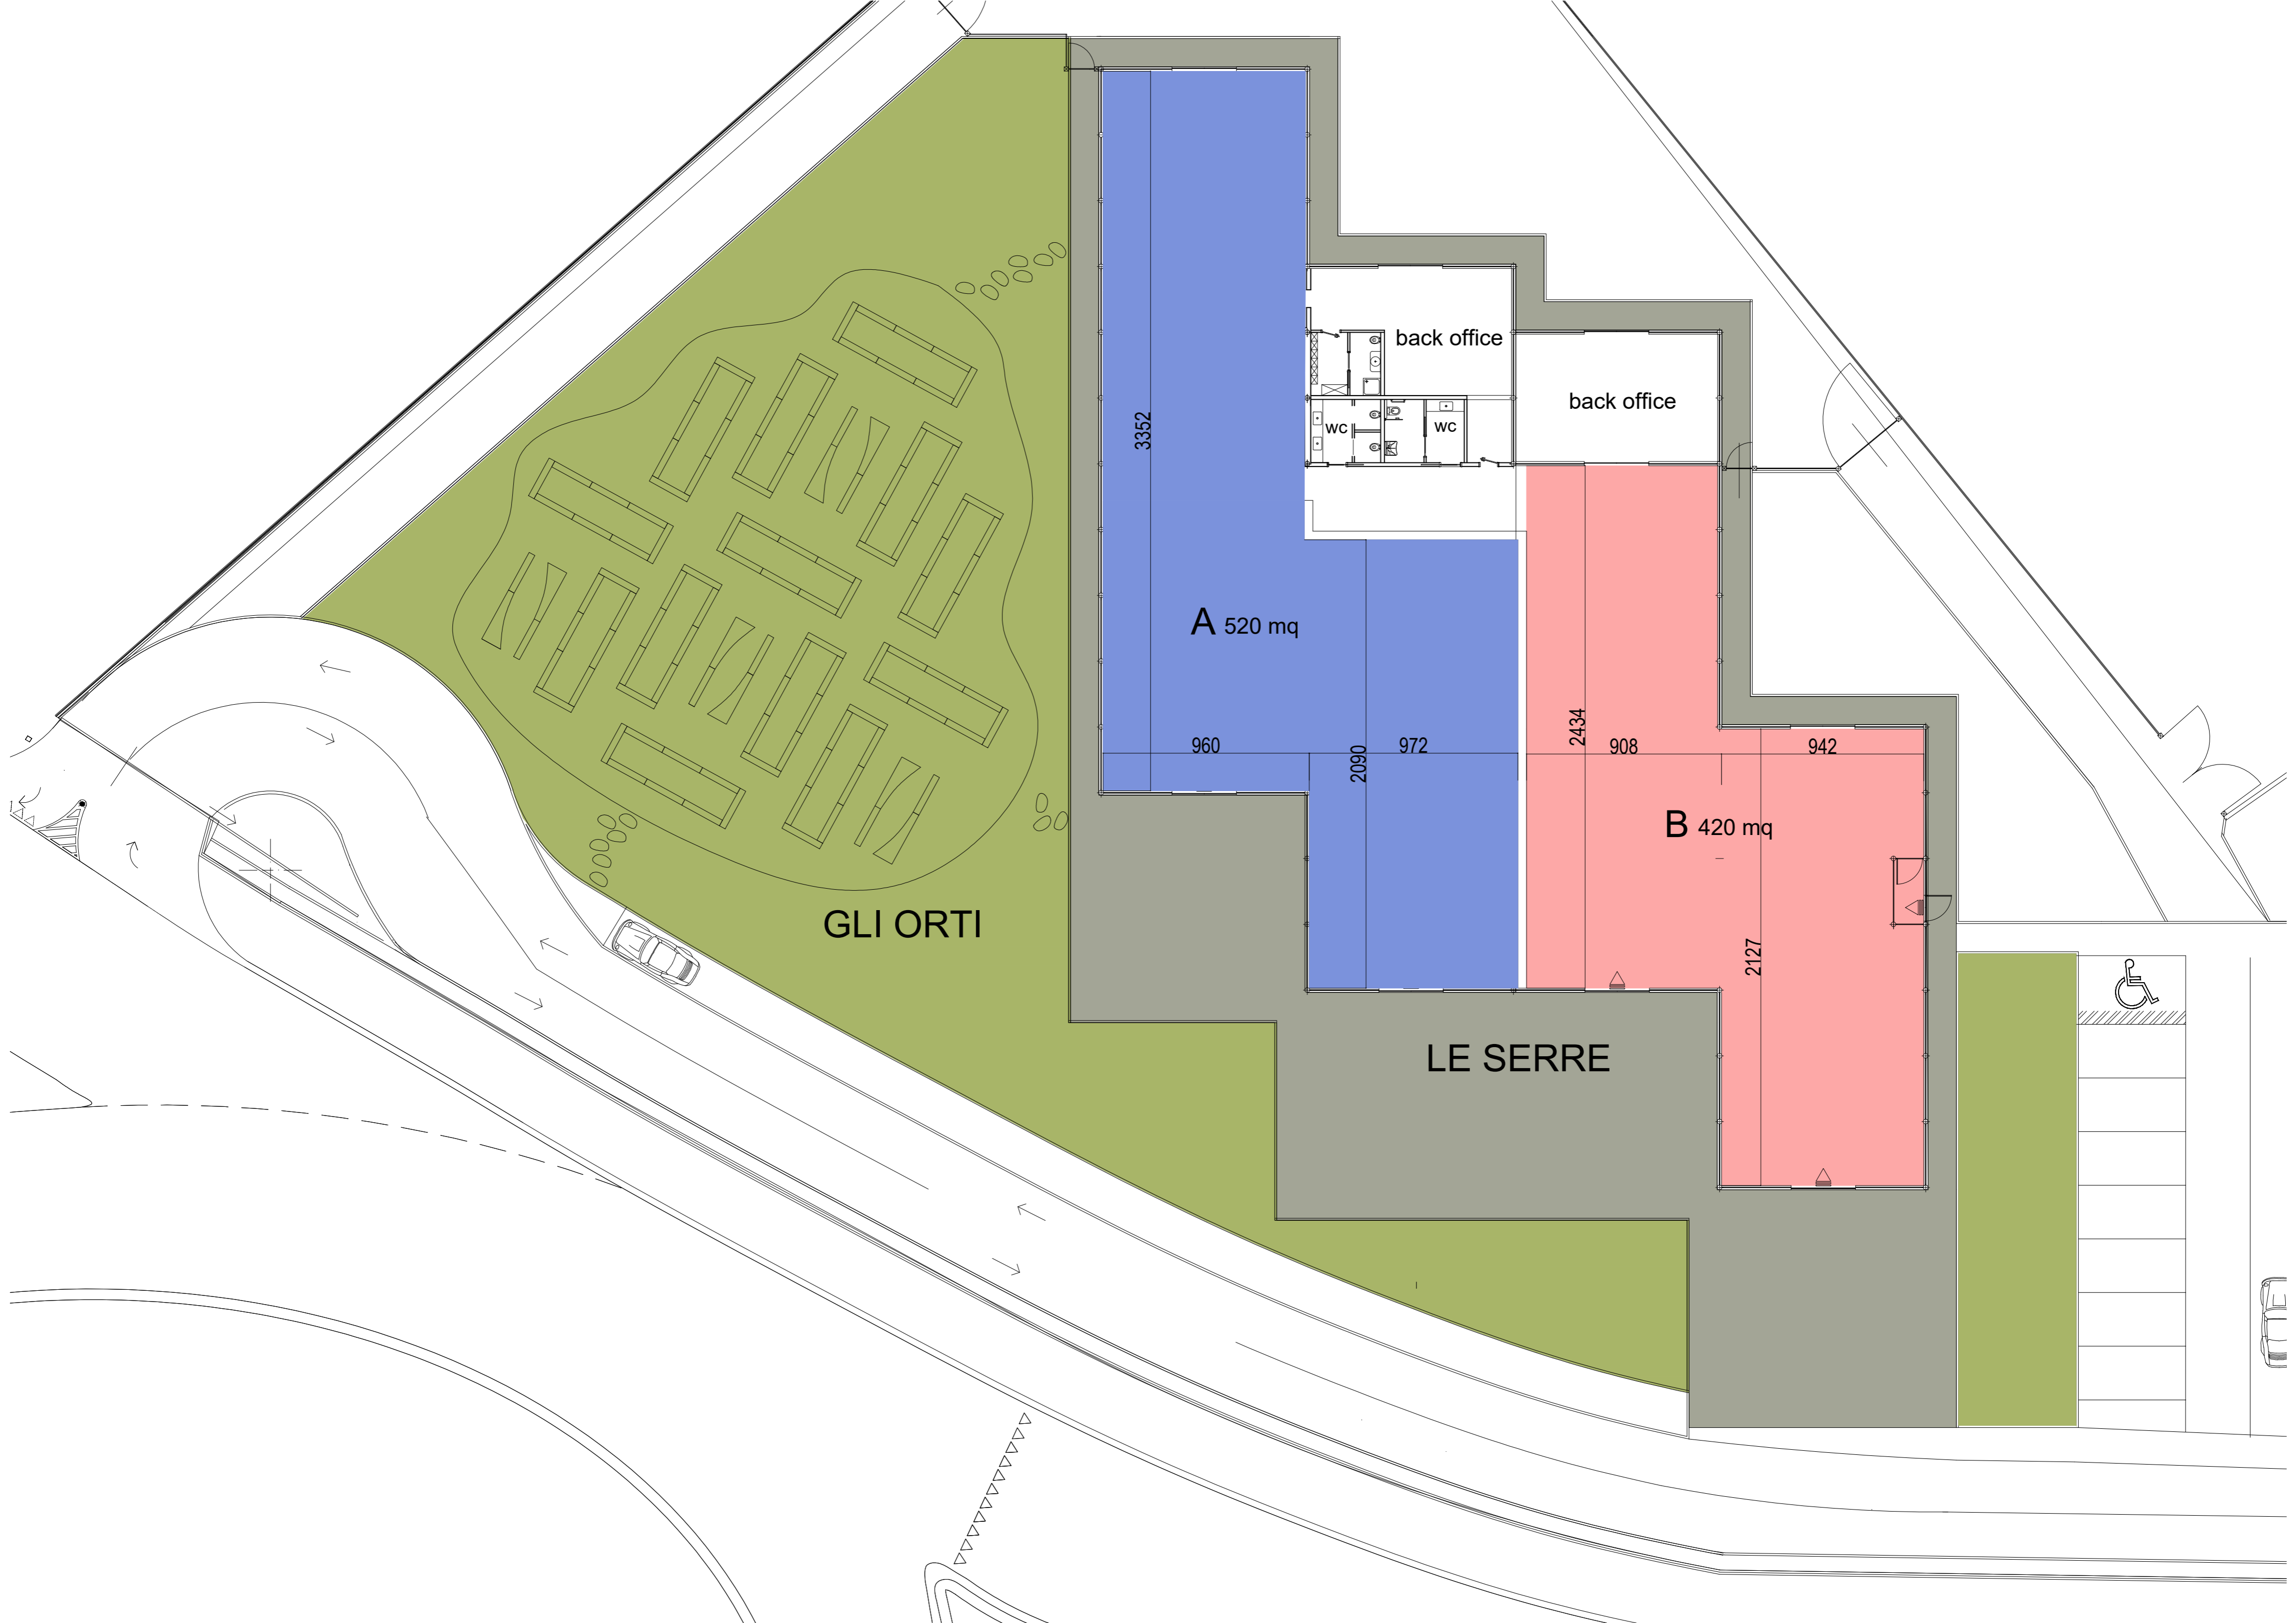 back office
back office
3352
wc
wc
A 520 mq
2434
960
2090
972
908
942
B 420 mq
GLI ORTI
2127
LE SERRE